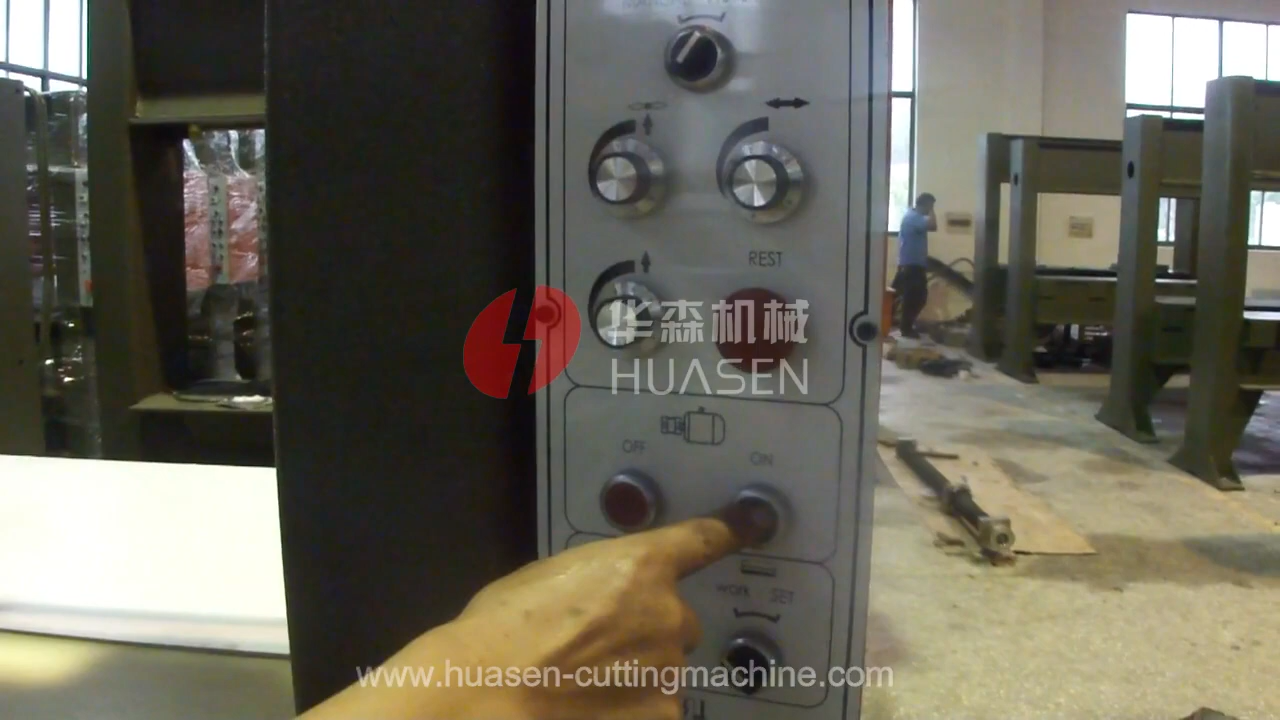 REST
华森机械
HUASEN
OFF
ON
work SET
www.huasen-cuttingmachine.com